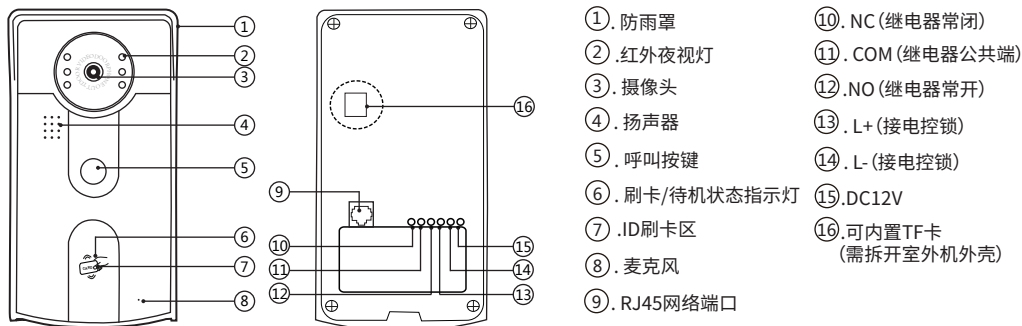 ①
②
③
④
⑤
⑥
⑦
⑧
⑨
⑩
⑪
⑫
⑯
⑮
⑭
⑬
①. 防雨罩
②.红外夜视灯
③. 摄像头
④. 扬声器
⑤. 呼叫按键
⑥. 刷卡/待机状态指示灯
⑦.ID刷卡区
⑧. 麦克风
⑨. RJ45网络端口
⑩. NC(继电器常闭)
⑪. COM(继电器公共端)
⑫.NO(继电器常开)
⑬. L+(接电控锁)
⑭. L-(接电控锁)
⑮.DC12V
⑯.可内置TF卡
(需拆开室外机外壳)